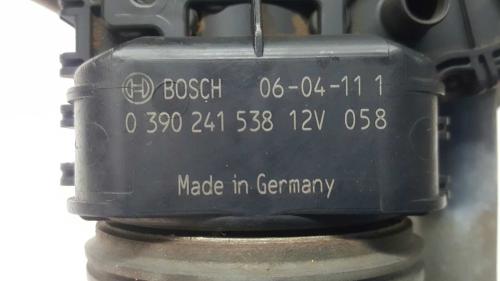 BOSCH 06-04-11 1
0 390 241 538 12V 058
Made in Germany